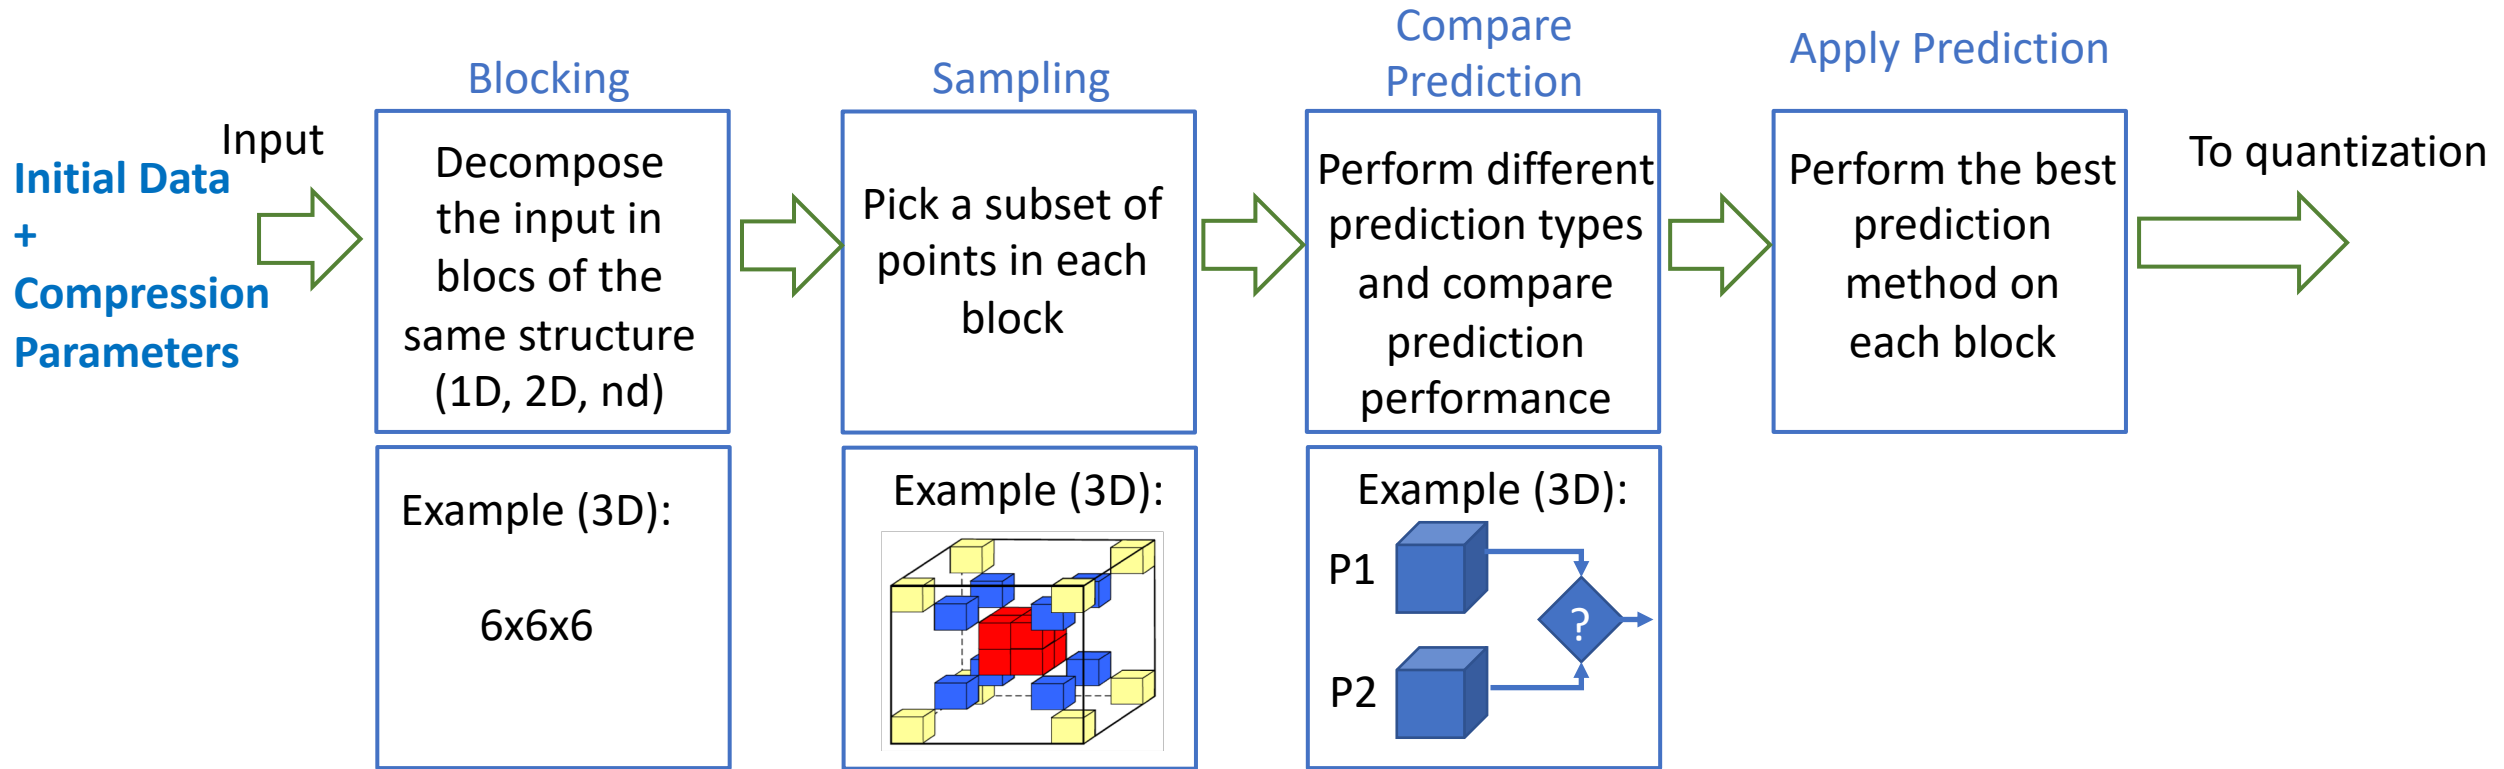 Input
Initial Data
+
Compression
Parameters
Blocking
Decompose
the input in
blocs of the
same structure
(1D, 2D, nd)
Example (3D):
6x6x6
Sampling
Pick a subset of
points in each
block
Example (3D):
Compare
Prediction
Perform different
prediction types
and compare
prediction
performance
Example (3D):
P1
?
P2
Apply Prediction
Perform the best
prediction
method on
each block
To quantization